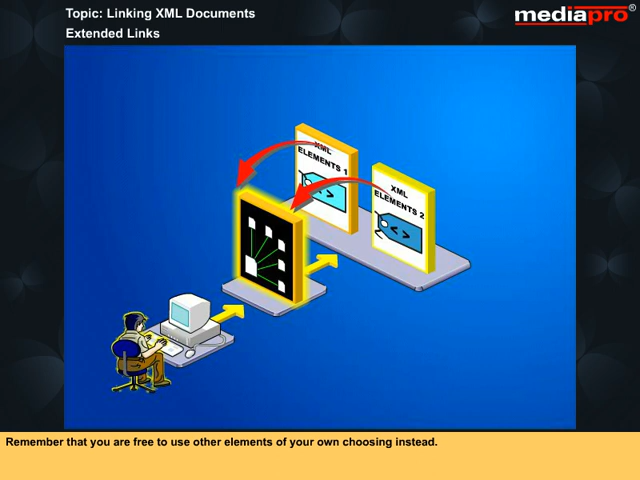 Topic: Linking XML Documents
Extended Links
mediapro®
XML
ELEMENTS 1
< >
XML
ELEMENTS 2
< >
Remember that you are free to use other elements of your own choosing instead.